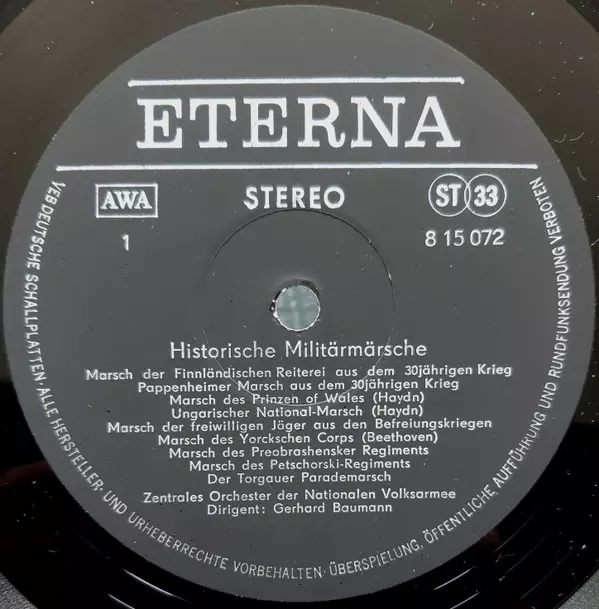 ETERNA
AWA STEREO ST 33
1 8 15 072
Historische Militärmärsche
Marsch der Finnländischen Reiterei aus dem 30jährigen Krieg
Pappenheimer Marsch aus dem 30jährigen Krieg
Marsch des Prinzen of Wales (Haydn)
Ungarischer National-Marsch (Haydn)
Marsch der freiwilligen Jäger aus den Befreiungskriegen
Marsch des Yorckschen Corps (Beethoven)
Marsch des Preobrashensker Regiments
Marsch des Petschorski-Regiments
Der Torgauer Parademarsch
Zentrales Orchester der Nationalen Volksarmee
Dirigent: Gerhard Baumann
VEB DEUTSCHE SCHALLPLATTEN · ALLE HERSTELLER- UND URHEBERRECHTE VORBEHALTEN · ÜBERSPIELUNG, ÖFFENTLICHE AUFFÜHRUNG UND RUNDFUNKSENDUNG VERBOTEN